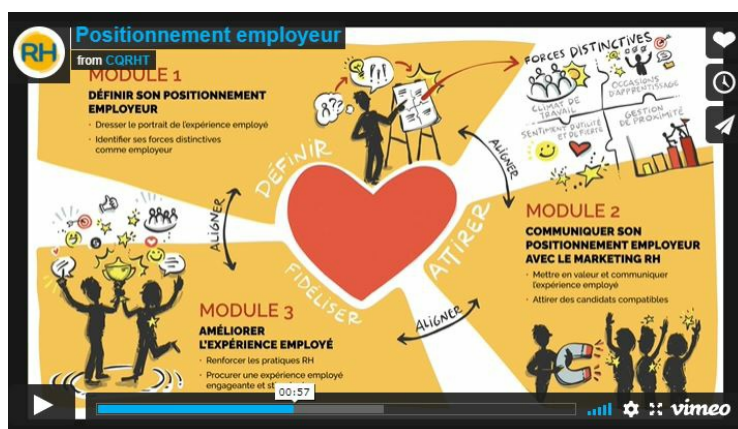 Positionnement employeur
RH
from CQRHT
MODULE 1
DÉFINIR SON POSITIONNEMENT
EMPLOYEUR
· Dresser le portrait de l'expérience employé
· Identifier ses forces distinctives
comme employeur
???
!!!
FORCES DISTINCTIVES
CLIMAT DE
TRAVAIL
OCCASIONS
D'APPRENTISSAGE
SENTIMENT D'UTILITÉ
ET DE FIERTÉ
GESTION
DE PROXIMITÉ
DÉFINIR
ALIGNER
ALIGNER
ATTIRER
MODULE 2
COMMUNIQUER SON
POSITIONNEMENT EMPLOYEUR
AVEC LE MARKETING RH
· Mettre en valeur et communiquer
l'expérience employé
· Attirer des candidats compatibles
FIDÉLISER
ALIGNER
MODULE 3
AMÉLIORER
L'EXPÉRIENCE EMPLOYÉ
· Renforcer les pratiques RH
· Procurer une expérience employé
engageante et
00:57
vimeo